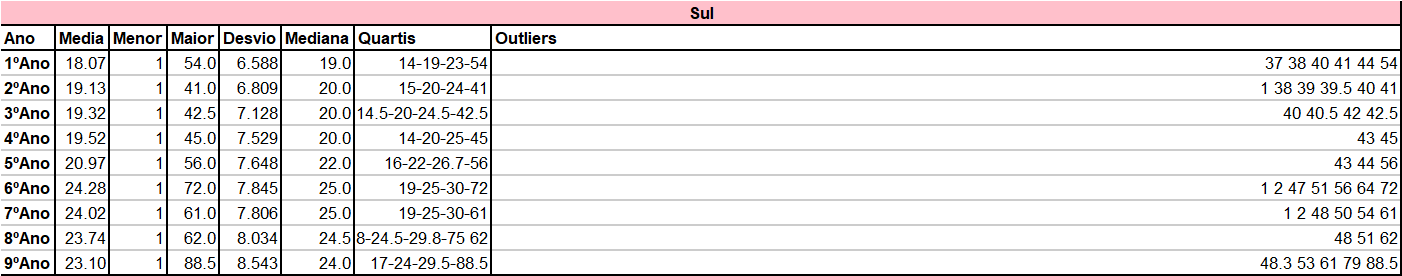 Sul
Ano Media Menor Maior Desvio Mediana Quartis Outliers
1ºAno 18.07 1 54.0 6.588 19.0 14-19-23-54 37 38 40 41 44 54
2ºAno 19.13 1 41.0 6.809 20.0 15-20-24-41 1 38 39 39.5 40 41
3ºAno 19.32 1 42.5 7.128 20.0 14.5-20-24.5-42.5 40 40.5 42 42.5
4ºAno 19.52 1 45.0 7.529 20.0 14-20-25-45 43 45
5ºAno 20.97 1 56.0 7.648 22.0 16-22-26.7-56 43 44 56
6ºAno 24.28 1 72.0 7.845 25.0 19-25-30-72 1 2 47 51 56 64 72
7ºAno 24.02 1 61.0 7.806 25.0 19-25-30-61 1 2 48 50 54 61
8ºAno 23.74 1 62.0 8.034 24.5 8-24.5-29.8-75 62 48 51 62
9ºAno 23.10 1 88.5 8.543 24.0 17-24-29.5-88.5 48.3 53 61 79 88.5